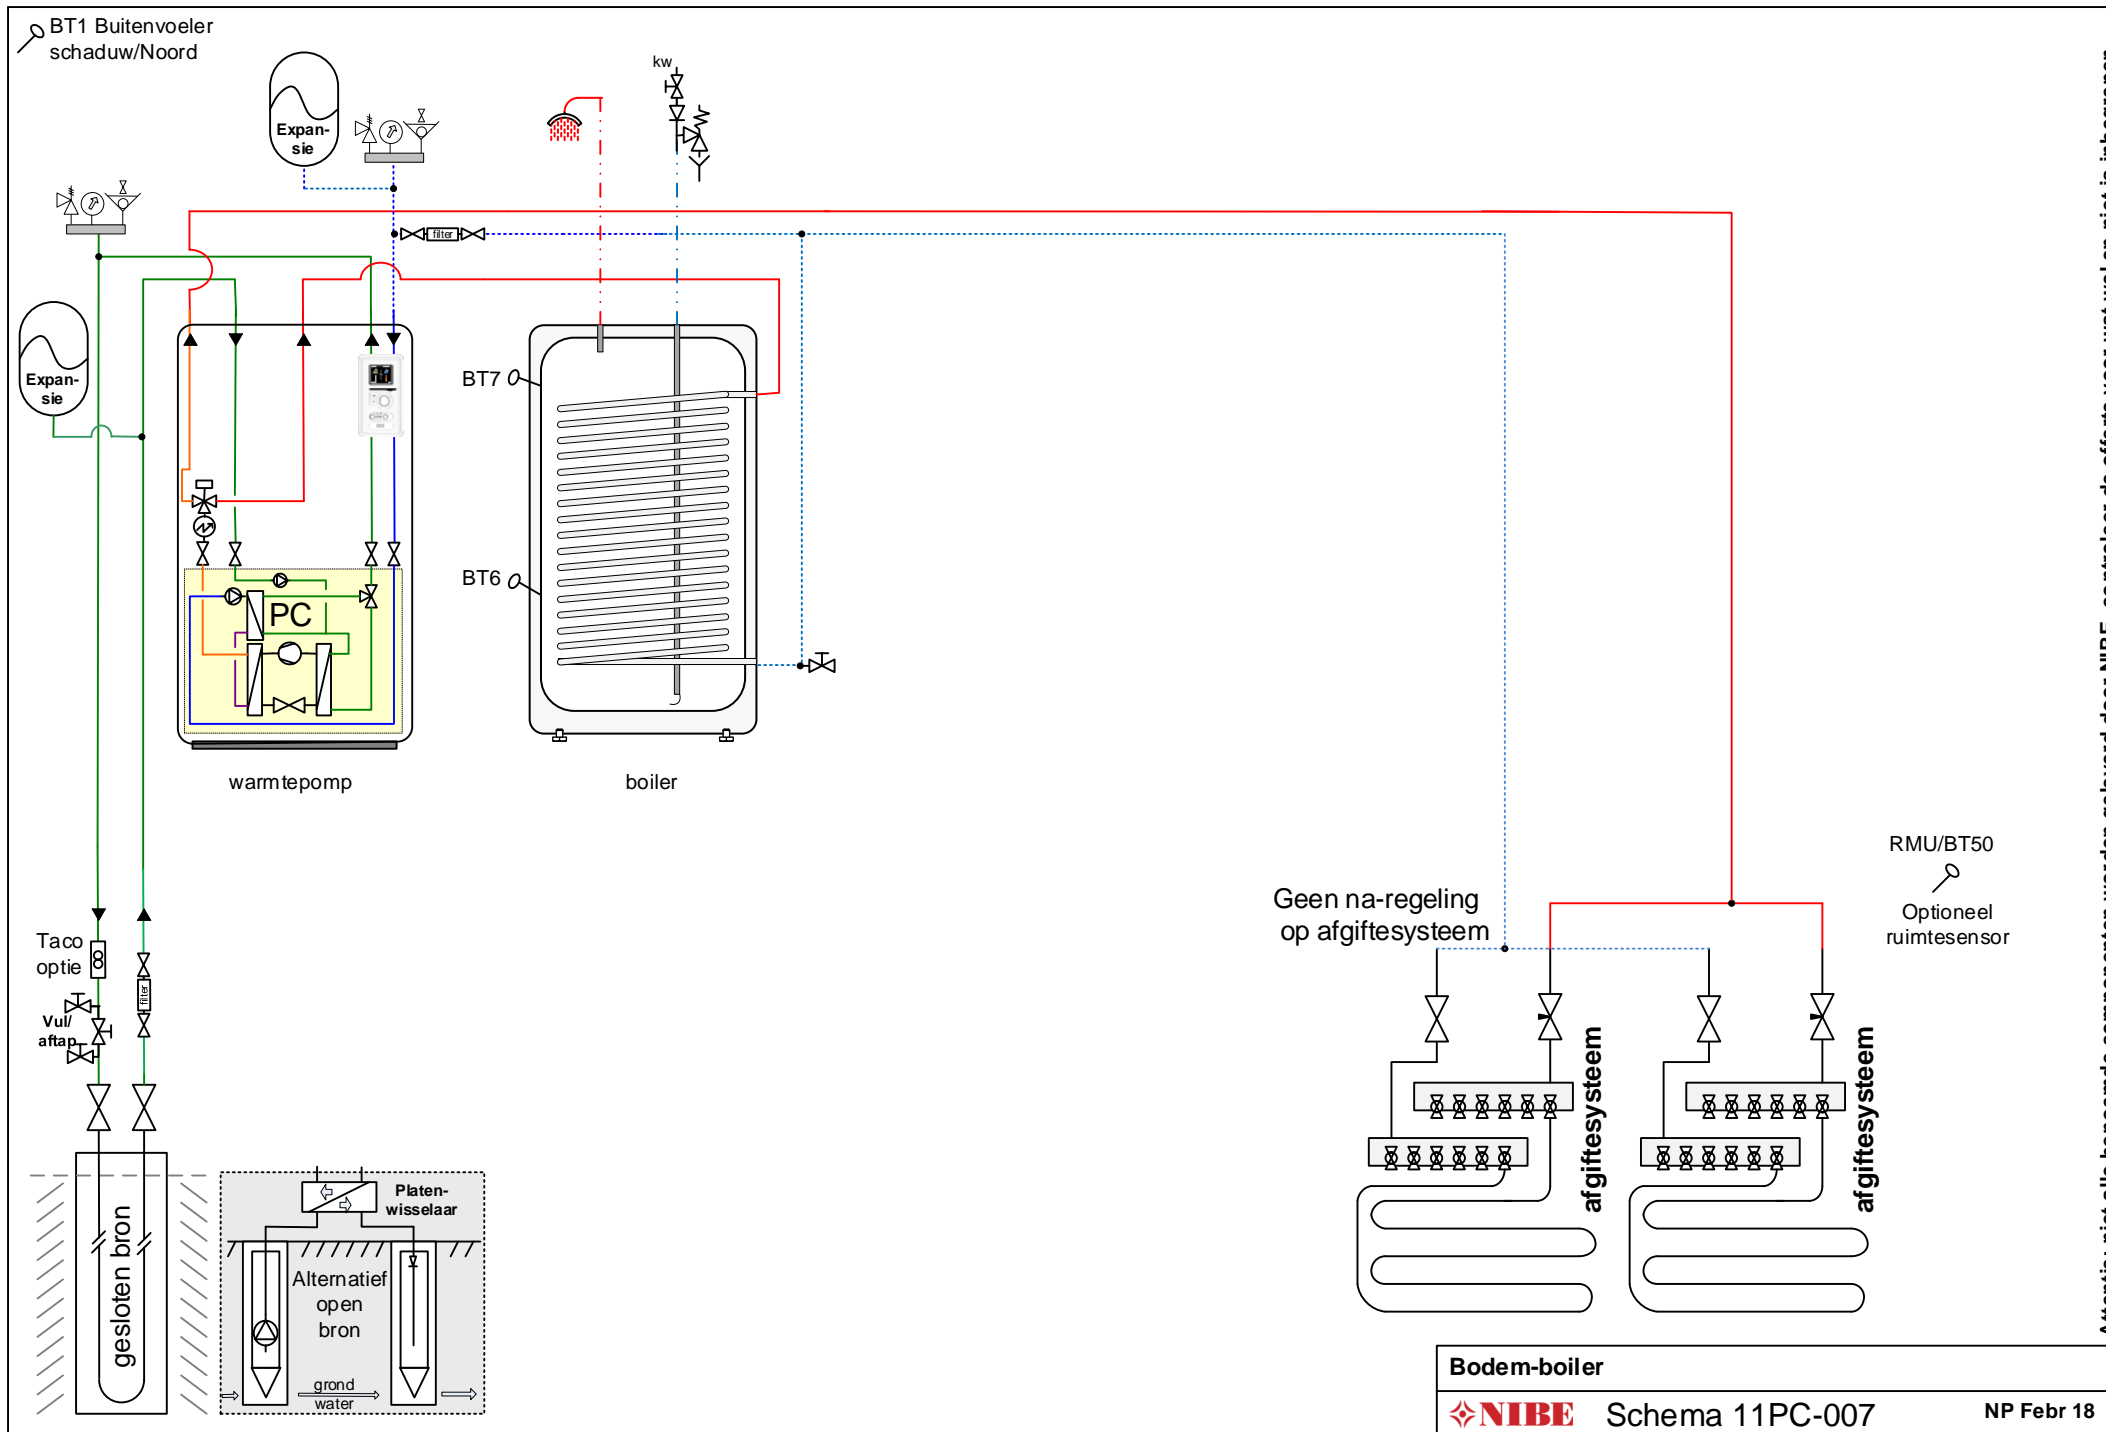 BT1 Buitenvoeler
schaduw/Noord
Expan-
sie
kw
filter
Expan-
sie
BT7
BT6
PC
warmtepomp
boiler
Taco
optie
filter
Vul/
aftap
gesloten bron
Platen-
wisselaar
Alternatief
open
bron
grond
water
Geen na-regeling
op afgiftesysteem
RMU/BT50
Optioneel
ruimtesensor
afgiftesysteem
afgiftesysteem
Bodem-boiler
NIBE
Schema 11PC-007
NP Febr 18